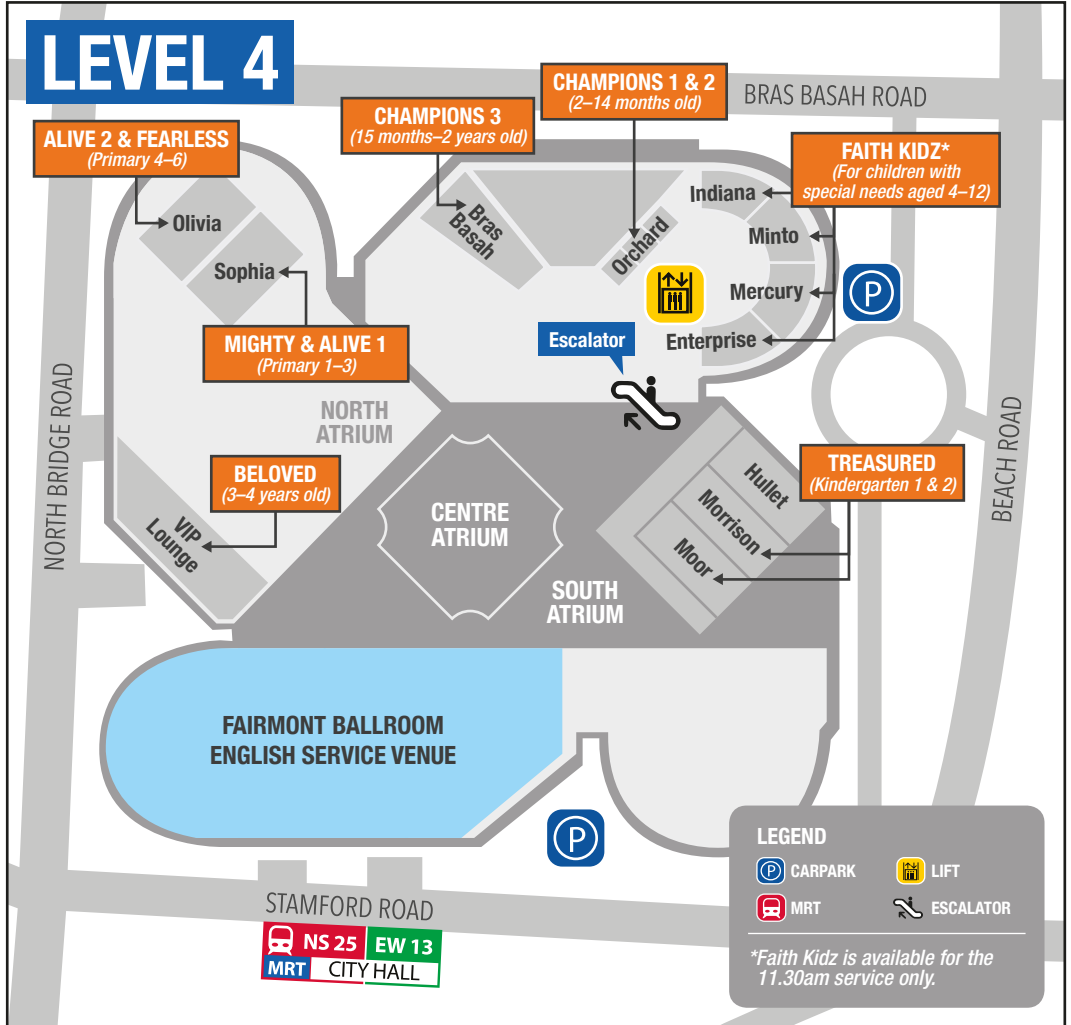 LEVEL 4
BRAS BASAH ROAD
CHAMPIONS 1 & 2
(2–14 months old)
CHAMPIONS 3
(15 months–2 years old)
ALIVE 2 & FEARLESS
(Primary 4–6)
FAITH KIDZ*
(For children with
special needs aged 4–12)
Olivia
Sophia
Bras
Basah
Orchard
Indiana
Minto
Mercury
Enterprise
P
MIGHTY & ALIVE 1
(Primary 1–3)
Escalator
NORTH
ATRIUM
NORTH BRIDGE ROAD
BEACH ROAD
BELOVED
(3–4 years old)
VIP
Lounge
CENTRE
ATRIUM
TREASURED
(Kindergarten 1 & 2)
Hullet
Morrison
Moor
SOUTH
ATRIUM
FAIRMONT BALLROOM
ENGLISH SERVICE VENUE
P
STAMFORD ROAD
NS 25 EW 13
MRT CITY HALL
LEGEND
P CARPARK
LIFT
MRT
ESCALATOR
*Faith Kidz is available for the
11.30am service only.